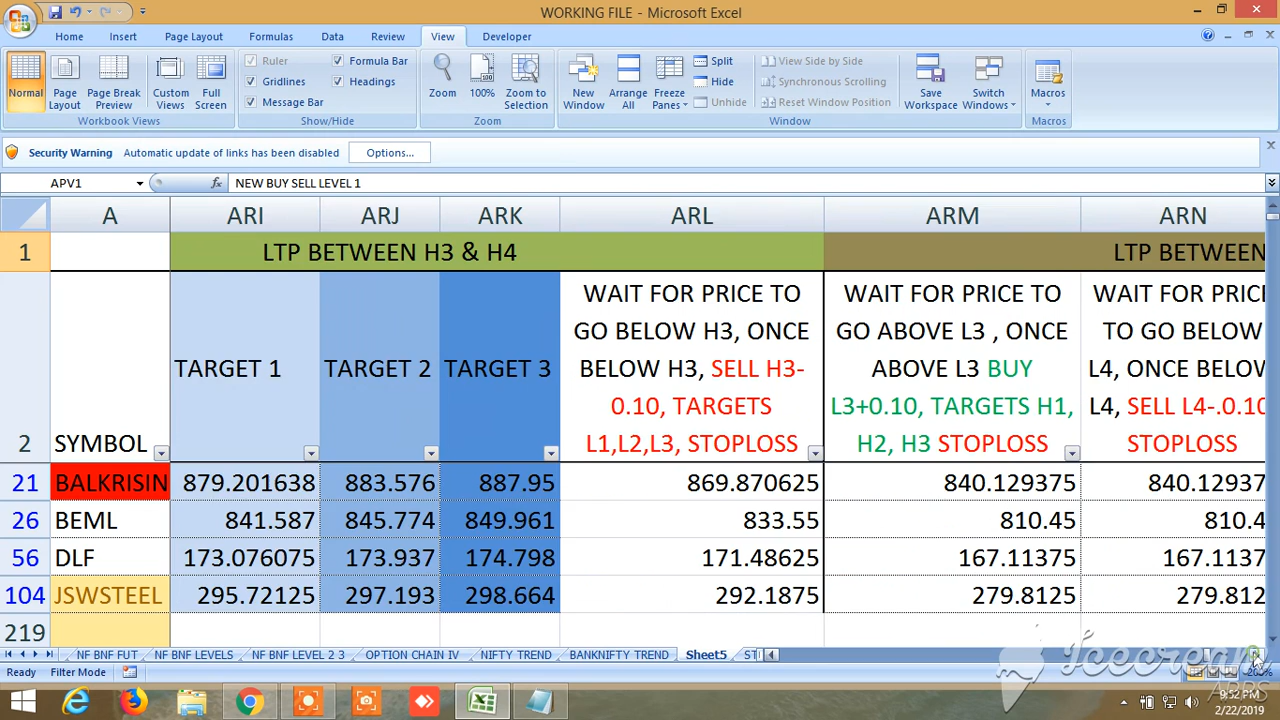 WORKING FILE - Microsoft Excel
Home Insert Page Layout Formulas Data Review View Developer
Normal
Page Layout
Page Break Preview
Custom Views
Full Screen
Workbook Views
Ruler
Gridlines
Message Bar
Formula Bar
Headings
Show/Hide
Zoom
100%
Zoom to Selection
Zoom
New Window
Arrange All
Freeze Panes
Split
Hide
Unhide
View Side by Side
Synchronous Scrolling
Reset Window Position
Window
Save Workspace
Switch Windows
Macros
Macros
Security Warning Automatic update of links has been disabled Options...
APV1 fx NEW BUY SELL LEVEL 1
A ARI ARJ ARK ARL ARM ARN
1 LTP BETWEEN H3 & H4 LTP BETWEEN
2 SYMBOL
TARGET 1
TARGET 2
TARGET 3
WAIT FOR PRICE TO
GO BELOW H3, ONCE
BELOW H3, SELL H3-
0.10, TARGETS
L1,L2,L3, STOPLOSS
WAIT FOR PRICE TO
GO ABOVE L3 , ONCE
ABOVE L3 BUY
L3+0.10, TARGETS H1,
H2, H3 STOPLOSS
WAIT FOR PRIC
TO GO BELOW
L4, ONCE BELOW
L4, SELL L4-.0.10
STOPLOSS
21 BALKRISIN 879.201638 883.576 887.95 869.870625 840.129375 840.12937
26 BEML 841.587 845.774 849.961 833.55 810.45 810.4
56 DLF 173.076075 173.937 174.798 171.48625 167.11375 167.1137
104 JSWSTEEL 295.72125 297.193 298.664 292.1875 279.8125 279.812
219
NF BNF FUT NF BNF LEVELS NF BNF LEVEL 2 3 OPTION CHAIN IV NIFTY TREND BANKNIFTY TREND Sheet5 ST
Ready Filter Mode 200%
Icecream
APPS
9:52 PM
2/22/2019